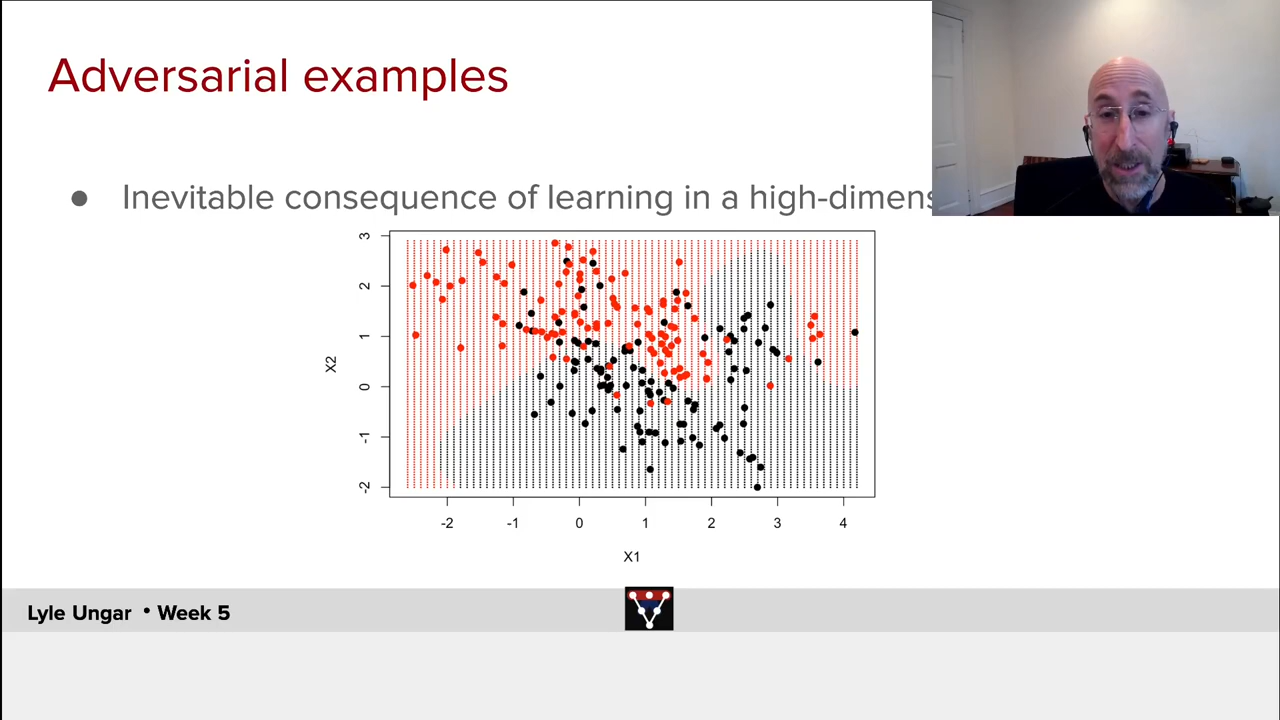 Adversarial examples
● Inevitable consequence of learning in a high-dimens
3
2
1
0
-1
-2
X2
-2 -1 0 1 2 3 4
X1
Lyle Ungar • Week 5